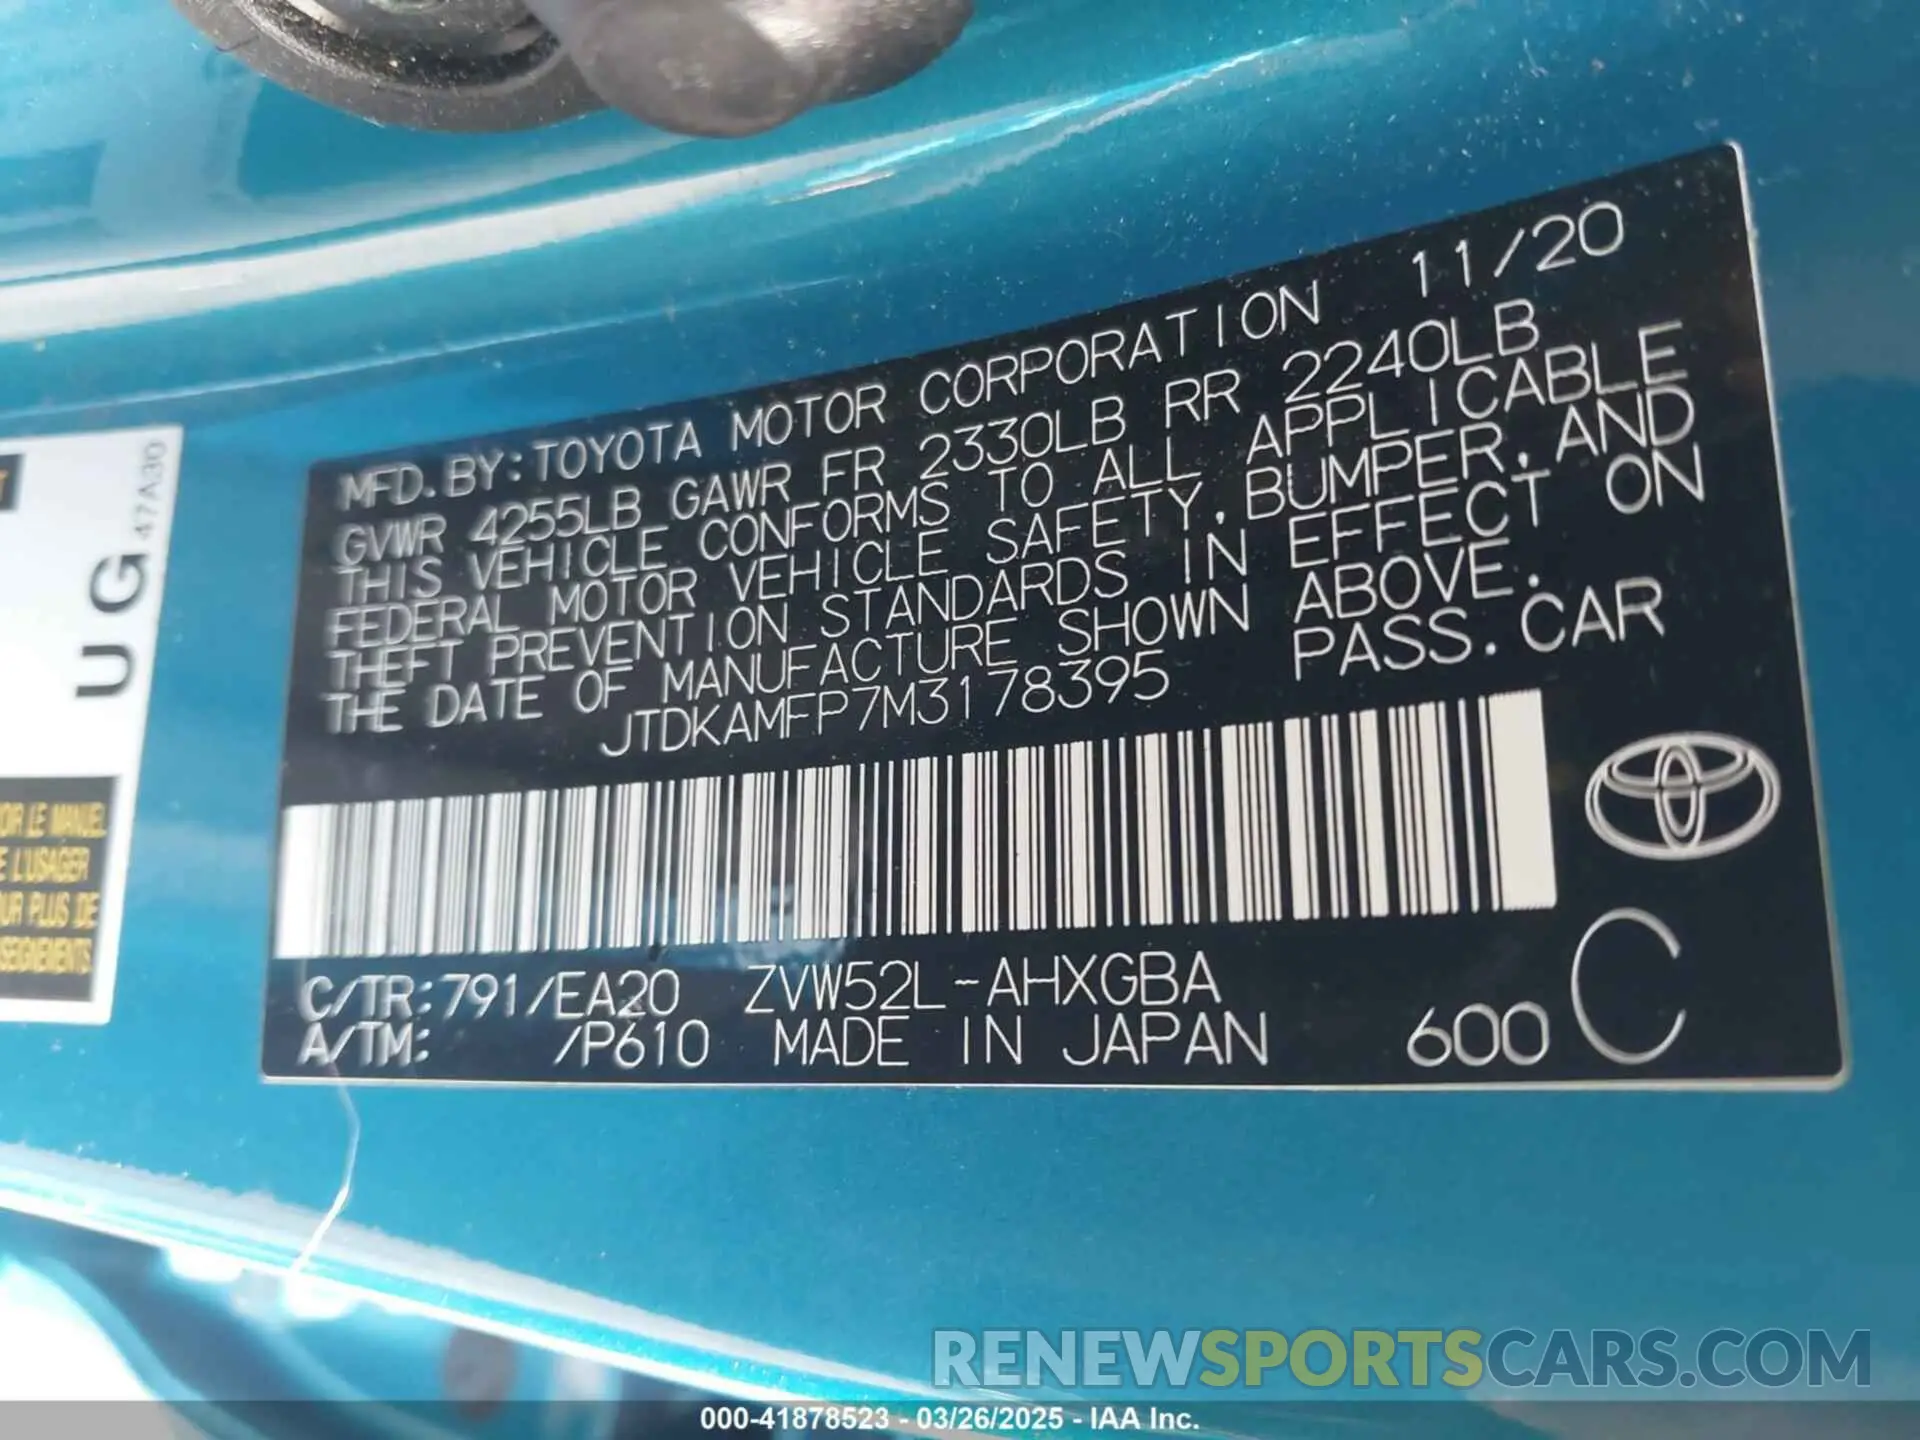 MFD. BY: TOYOTA MOTOR CORPORATION 11/20
GVWR 4255LB GAWR FR 2330LB RR 2240LB
THIS VEHICLE CONFORMS TO ALL APPLICABLE
FEDERAL MOTOR VEHICLE SAFETY, BUMPER, AND
THEFT PREVENTION STANDARDS IN EFFECT ON
THE DATE OF MANUFACTURE SHOWN ABOVE.
JTDKAMFP7M3178395 PASS. CAR
C/TR: 791/EA20 ZVW52L-AHXGBA
A/TM: /P610 MADE IN JAPAN 600 C
UG 47A30
OIR LE MANUEL
E L'USAGER
UR PLUS DE
SEIGNEMENTS
RENEWSPORTSCARS.COM
000-41878523 - 03/26/2025 - IAA Inc.